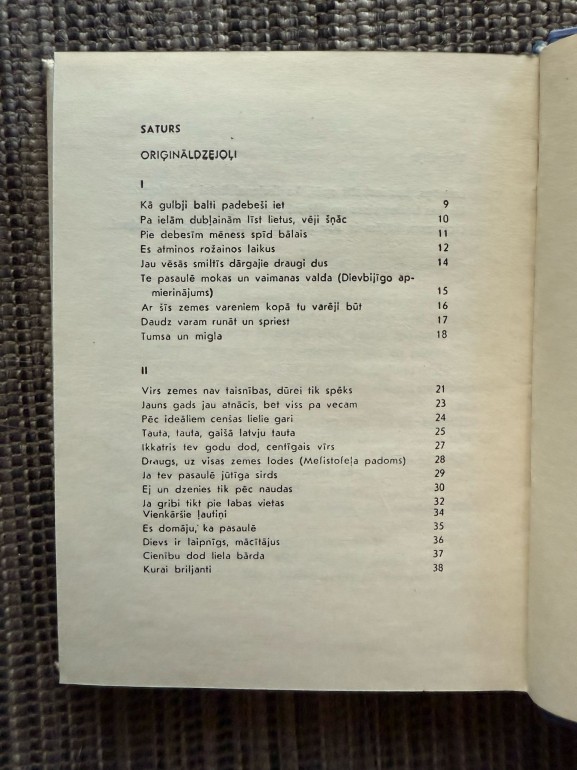 SATURS
ORIĢINĀLDZEJOĻI
I
Kā gulbji balti padebeši iet 9
Pa ielām dubļainām līst lietus, vēji šņāc 10
Pie debesīm mēness spīd bālais 11
Es atminos rožainos laikus 12
Jau vēsās smiltīs dārgajie draugi dus 14
Te pasaulē mokas un vaimanas valda (Dievbijīgo ap-
mierinājums) 15
Ar šīs zemes vareniem kopā tu varēji būt 16
Daudz varam runāt un spriest 17
Tumsa un migla 18
II
Virs zemes nav taisnības, dūrei tik spēks 21
Jauns gads jau atnācis, bet viss pa vecam 23
Pēc ideāliem cenšas lielie gari 24
Tauta, tauta, gaišā latvju tauta 25
Ikkatris tev godu dod, centīgais vīrs 27
Draugs, uz visas zemes lodes (Mefistofeļa padoms) 28
Ja tev pasaulē jūtīga sirds 29
Ej un dzenies tik pēc naudas 30
Ja gribi tikt pie labas vietas 32
Vienkāršie ļautiņi 34
Es domāju, ka pasaulē 35
Dievs ir laipnīgs, mācītājus 36
Cienību dod liela bārda 37
Kurai briljanti 38